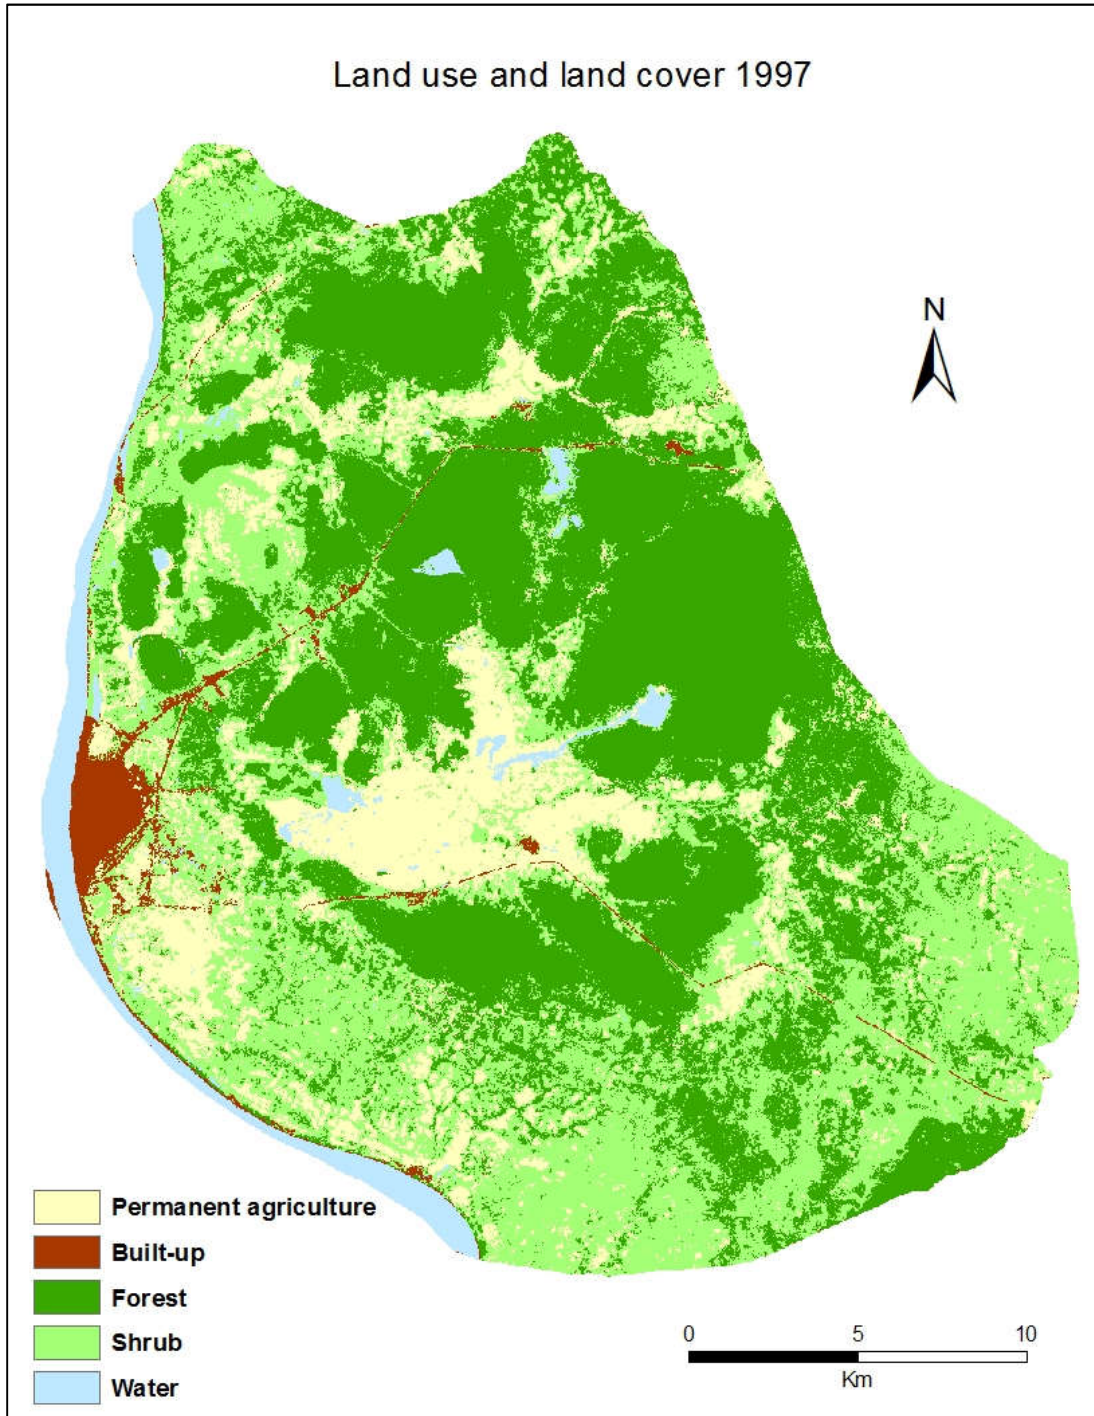 Land use and land cover 1997
N
Permanent agriculture
Built-up
Forest
Shrub
Water
0 5 10
Km